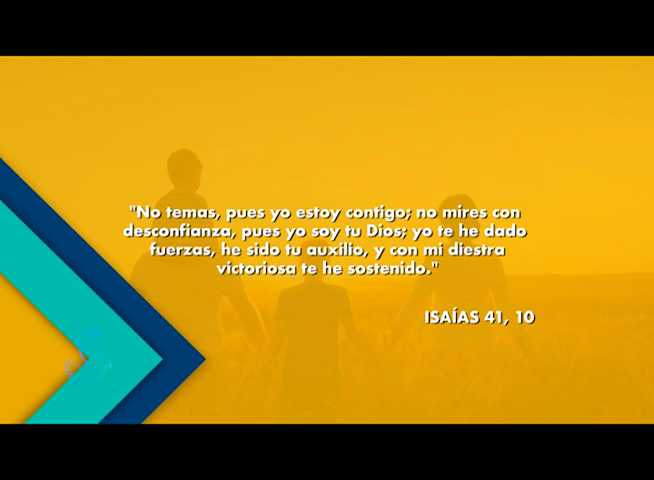 "No temas, pues yo estoy contigo; no mires con
desconfianza, pues yo soy tu Dios; yo te he dado
fuerzas, he sido tu auxilio, y con mi diestra
victoriosa te he sostenido."
ISAÍAS 41, 10